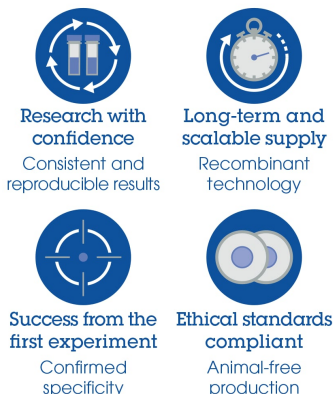 Research with
confidence
Consistent and
reproducible results
Long-term and
scalable supply
Recombinant
technology
Success from the
first experiment
Confirmed
specificity
Ethical standards
compliant
Animal-free
production